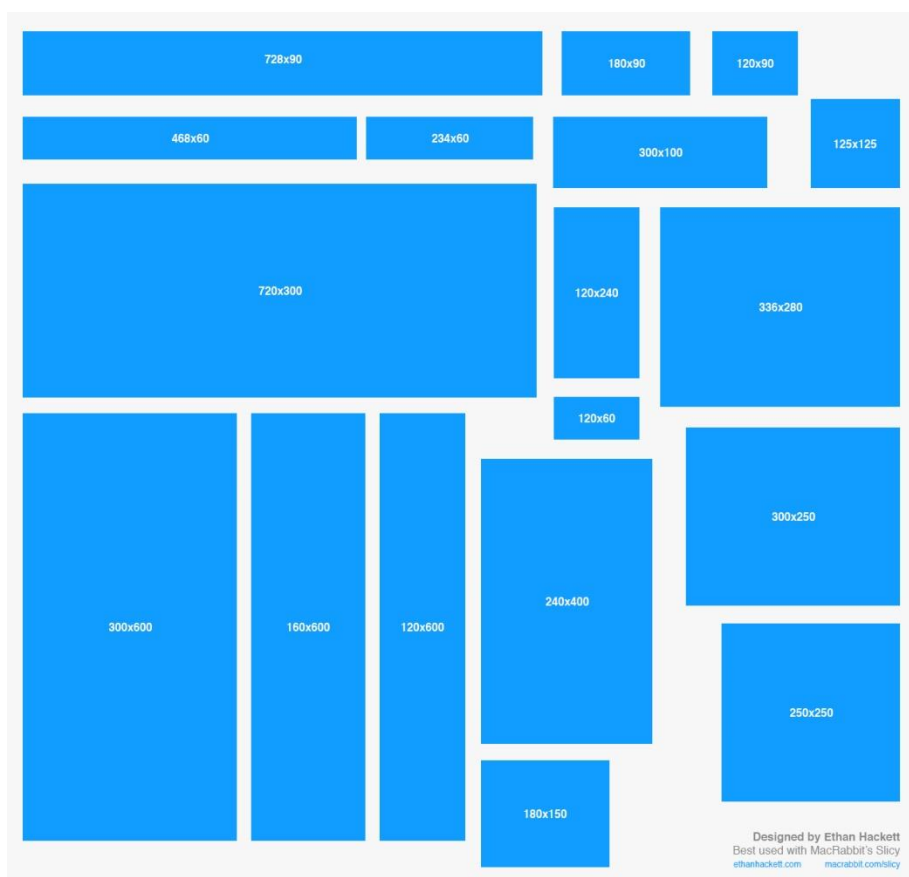 728x90
180x90
120x90
468x60
234x60
300x100
125x125
720x300
120x240
336x280
120x60
300x250
240x400
300x600
160x600
120x600
250x250
180x150
Designed by Ethan Hackett
Best used with MacRabbit's Slicy
ethanhackett.com macrabbit.com/slicy